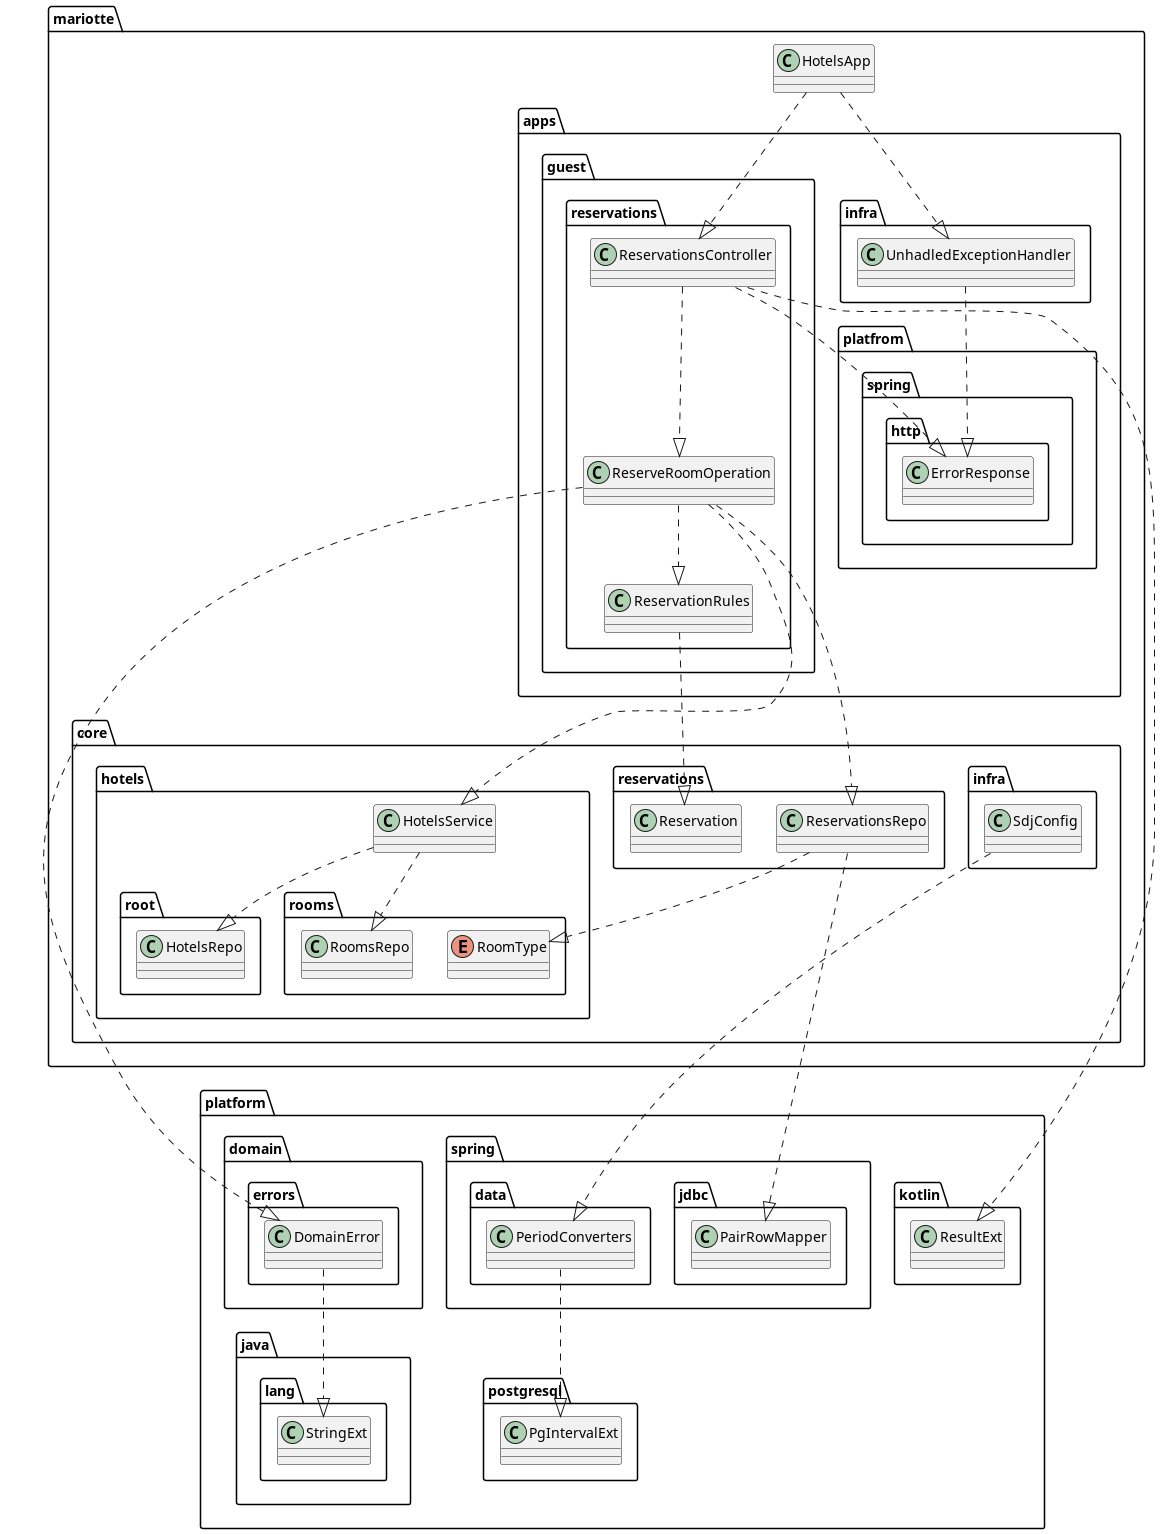 mariotte
C HotelsApp
apps
guest
reservations
infra
C ReservationsController
C UnhadledExceptionHandler
platfrom
spring
http
C ReserveRoomOperation
C ErrorResponse
C ReservationRules
core
hotels
reservations
infra
C HotelsService
C Reservation
C ReservationsRepo
C SdjConfig
root
rooms
C HotelsRepo
C RoomsRepo
E RoomType
platform
domain
spring
errors
data
jdbc
kotlin
C DomainError
C PeriodConverters
C PairRowMapper
C ResultExt
java
lang
postgresql
C StringExt
C PgIntervalExt